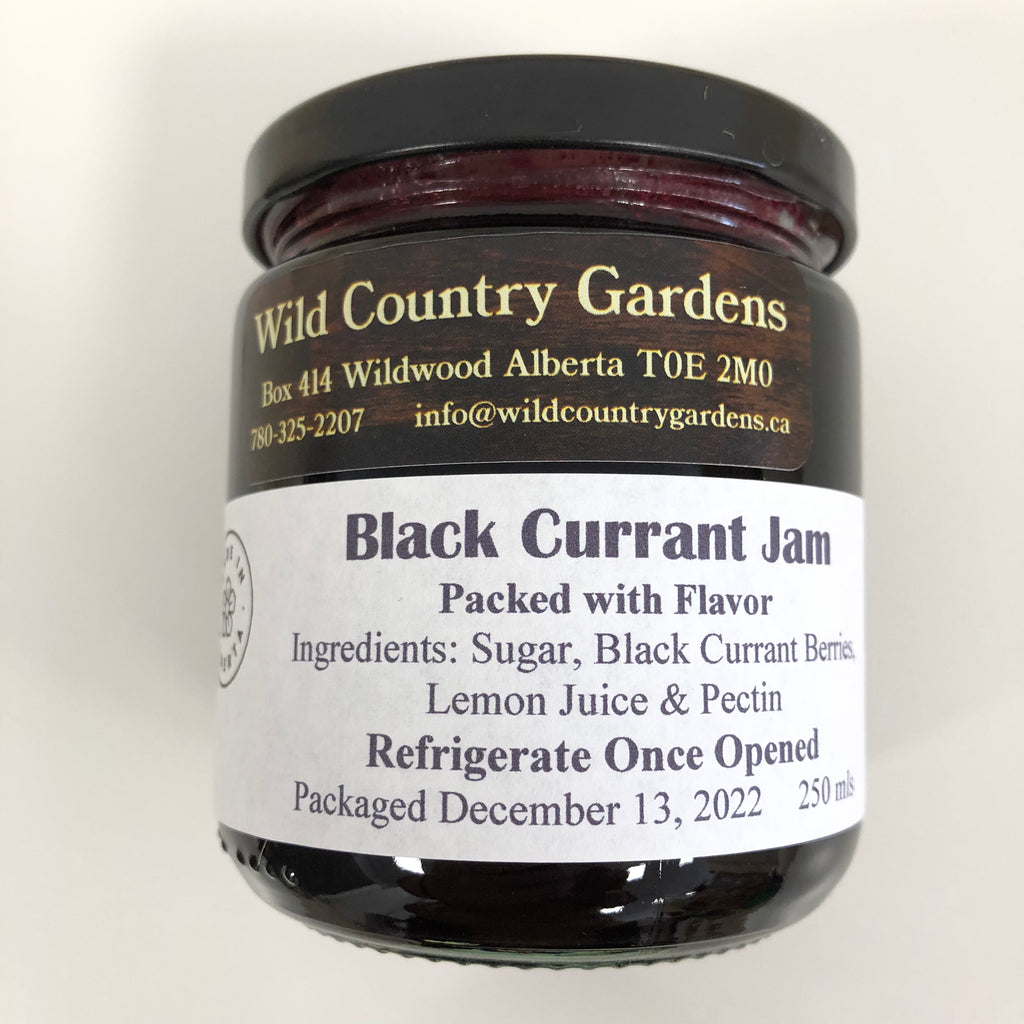 Wild Country Gardens
Box 414 Wildwood Alberta T0E 2M0
780-325-2207 info@wildcountrygardens.ca
Black Currant Jam
Packed with Flavor
Ingredients: Sugar, Black Currant Berries,
Lemon Juice & Pectin
Refrigerate Once Opened
Packaged December 13, 2022 250 mls
IN